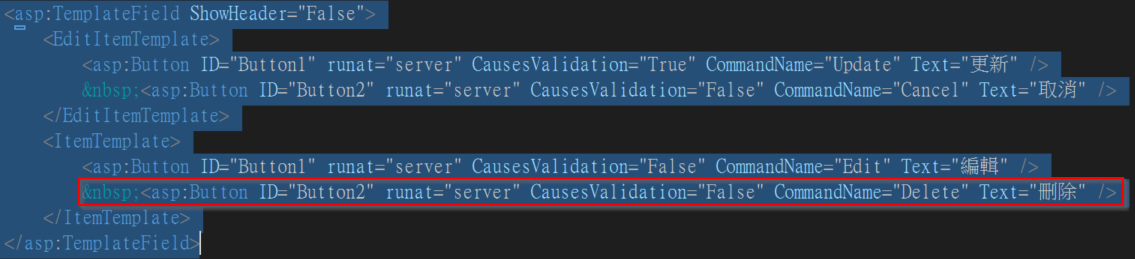 <asp:TemplateField ShowHeader="False">
<EditItemTemplate>
<asp:Button ID="Button1" runat="server" CausesValidation="True" CommandName="Update" Text="更新" />
&nbsp;<asp:Button ID="Button2" runat="server" CausesValidation="False" CommandName="Cancel" Text="取消" />
</EditItemTemplate>
<ItemTemplate>
<asp:Button ID="Button1" runat="server" CausesValidation="False" CommandName="Edit" Text="編輯" />
&nbsp;<asp:Button ID="Button2" runat="server" CausesValidation="False" CommandName="Delete" Text="刪除" />
</ItemTemplate>
</asp:TemplateField>